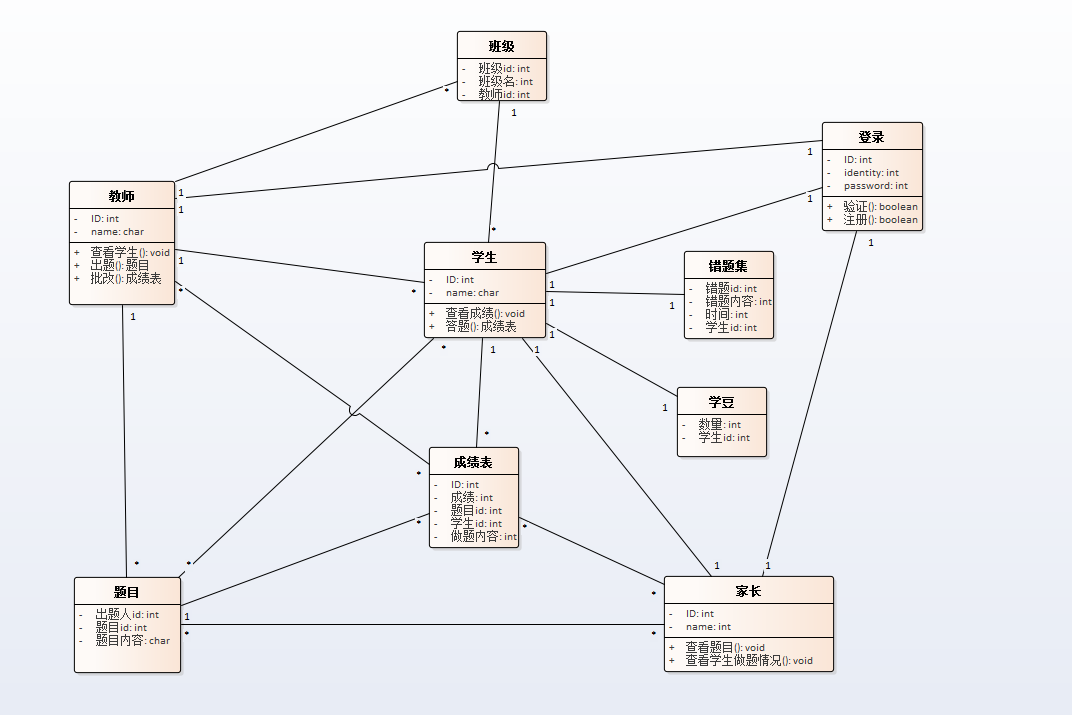 班级
- 班级id: int
- 班级名: int
- 教师id: int
*
1
登录
- ID: int
- identity: int
- password: int
+ 验证(): boolean
+ 注册(): boolean
1
1
1
教师
- ID: int
- name: char
+ 查看学生(): void
+ 出题(): 题目
+ 批改(): 成绩表
1
1
1
*
1
*
学生
- ID: int
- name: char
+ 查看成绩(): void
+ 答题(): 成绩表
*
1
1
1
*
1
1
错题集
- 错题id: int
- 错题内容: int
- 时间: int
- 学生id: int
1
学豆
- 数量: int
- 学生id: int
1
*
成绩表
- ID: int
- 成绩: int
- 题目id: int
- 学生id: int
- 做题内容: int
*
*
*
*
*
题目
- 出题人id: int
- 题目id: int
- 题目内容: char
1
*
1
1
家长
- ID: int
- name: int
+ 查看题目(): void
+ 查看学生做题情况(): void
*
*